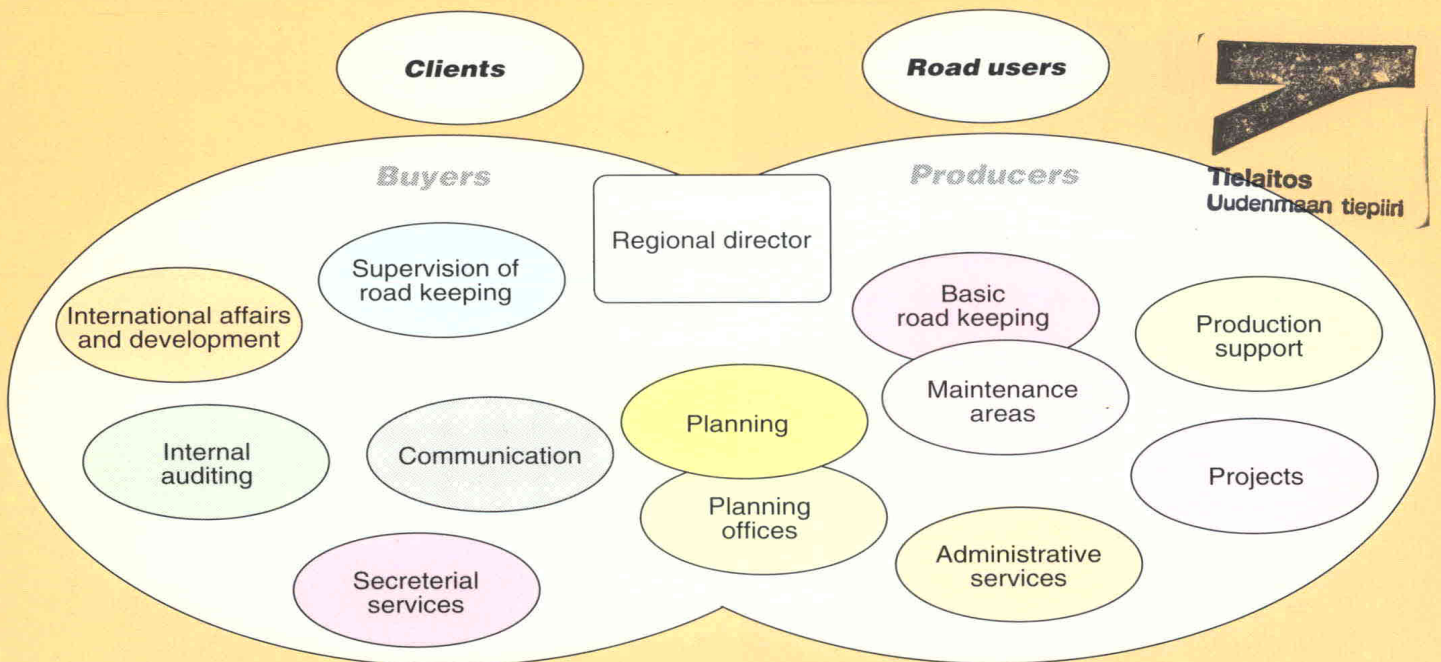 Clients
Road users
Tielaitos
Uudenmaan tiepiiri
Buyers
Producers
Regional director
Supervision of
road keeping
International affairs
and development
Basic
road keeping
Production
support
Maintenance
areas
Planning
Internal
auditing
Communication
Projects
Planning
offices
Administrative
services
Secreterial
services